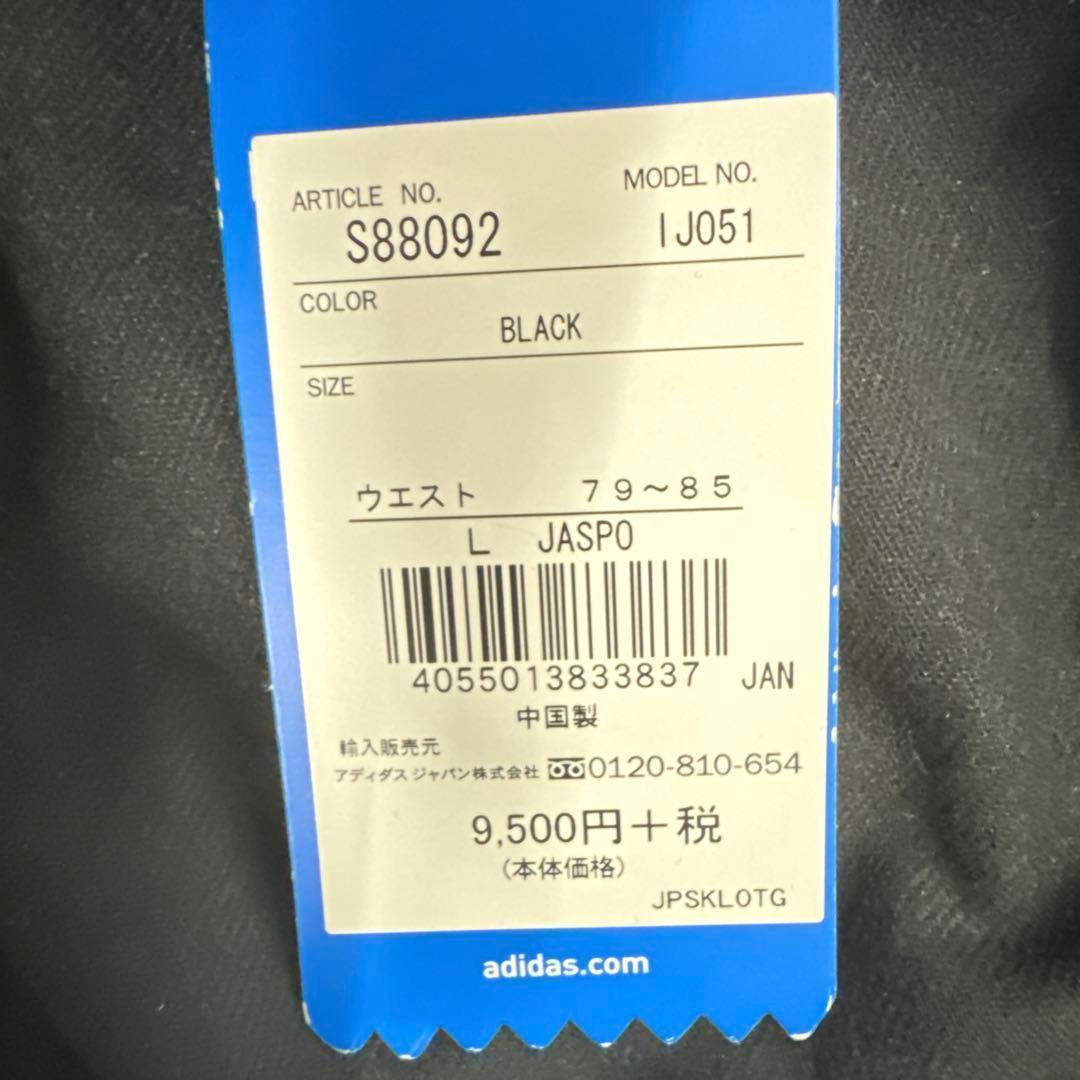 ARTICLE NO. MODEL NO.
S88092 IJ051
COLOR
BLACK
SIZE
ウエスト 79～85
L JASPO
4055013833837 JAN
中国製
輸入販売元
アディダス ジャパン株式会社 0120-810-654
9,500円＋税
（本体価格）
JPSKLOTG
adidas.com